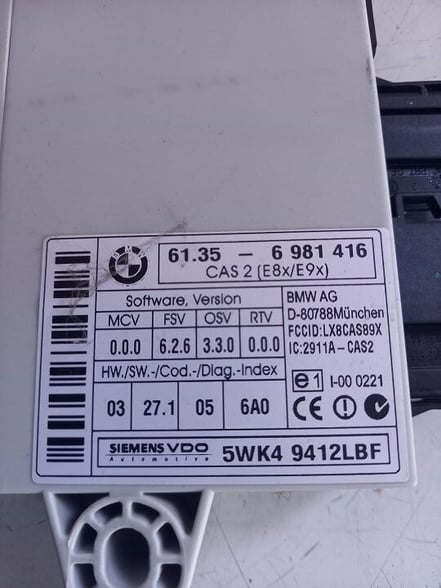 BMW
61.35 - 6 981 416
CAS 2 (E8x/E9x)
Software, Version
MCV FSV OSV RTV
0.0.0 6.2.6 3.3.0 0.0.0
HW./SW.-/Cod.-/Diag.-Index
03 27.1 05 6A0
BMW AG
D-80788München
FCCID:LX8CAS89X
IC:2911A-CAS2
e1 I-00 0221
CE
SIEMENS VDO
Automotive
5WK4 9412LBF